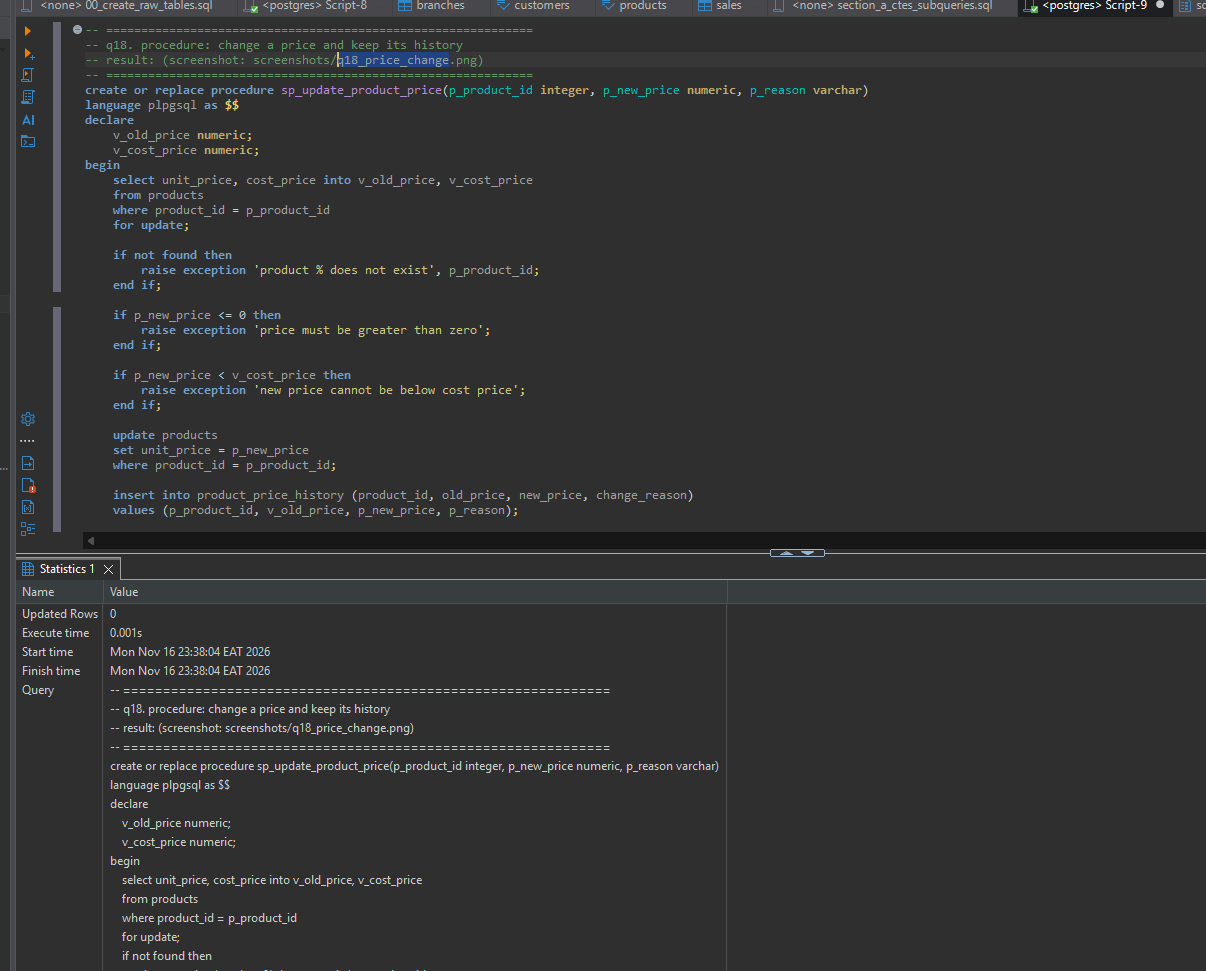 <none> 00_create_raw_tables.sql <postgres> Script-8 branches customers products sales <none> section_a_ctes_subqueries.sql <postgres> Script-9
-- =============================================================
-- q18. procedure: change a price and keep its history
-- result: (screenshot: screenshots/q18_price_change.png)
-- =============================================================
create or replace procedure sp_update_product_price(p_product_id integer, p_new_price numeric, p_reason varchar)
language plpgsql as $$
declare
v_old_price numeric;
v_cost_price numeric;
begin
select unit_price, cost_price into v_old_price, v_cost_price
from products
where product_id = p_product_id
for update;
if not found then
raise exception 'product % does not exist', p_product_id;
end if;
if p_new_price <= 0 then
raise exception 'price must be greater than zero';
end if;
if p_new_price < v_cost_price then
raise exception 'new price cannot be below cost price';
end if;
update products
set unit_price = p_new_price
where product_id = p_product_id;
insert into product_price_history (product_id, old_price, new_price, change_reason)
values (p_product_id, v_old_price, p_new_price, p_reason);
AI
Statistics 1
Name Value
Updated Rows 0
Execute time 0.001s
Start time Mon Nov 16 23:38:04 EAT 2026
Finish time Mon Nov 16 23:38:04 EAT 2026
Query -- =============================================================
-- q18. procedure: change a price and keep its history
-- result: (screenshot: screenshots/q18_price_change.png)
-- =============================================================
create or replace procedure sp_update_product_price(p_product_id integer, p_new_price numeric, p_reason varchar)
language plpgsql as $$
declare
v_old_price numeric;
v_cost_price numeric;
begin
select unit_price, cost_price into v_old_price, v_cost_price
from products
where product_id = p_product_id
for update;
if not found then